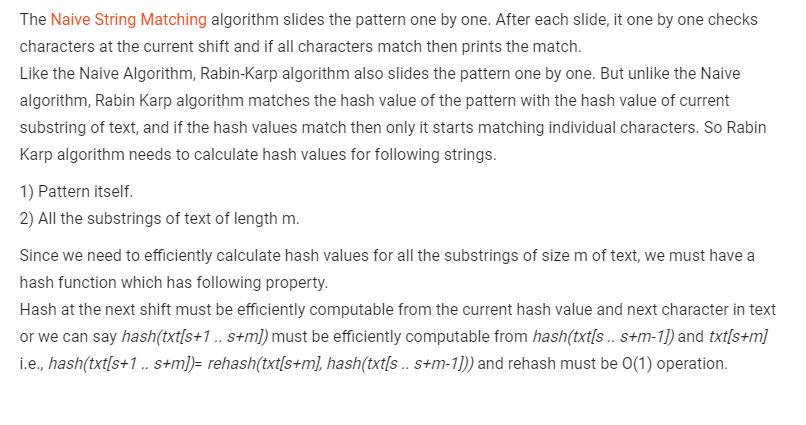 The Naive String Matching algorithm slides the pattern one by one. After each slide, it one by one checks
characters at the current shift and if all characters match then prints the match.
Like the Naive Algorithm, Rabin-Karp algorithm also slides the pattern one by one. But unlike the Naive
algorithm, Rabin Karp algorithm matches the hash value of the pattern with the hash value of current
substring of text, and if the hash values match then only it starts matching individual characters. So Rabin
Karp algorithm needs to calculate hash values for following strings.
1) Pattern itself.
2) All the substrings of text of length m.
Since we need to efficiently calculate hash values for all the substrings of size m of text, we must have a
hash function which has following property.
Hash at the next shift must be efficiently computable from the current hash value and next character in text
or we can say hash(txt[s+1 .. s+m]) must be efficiently computable from hash(txt[s .. s+m-1]) and txt[s+m]
i.e., hash(txt[s+1 .. s+m])= rehash(txt[s+m], hash(txt[s .. s+m-1])) and rehash must be O(1) operation.